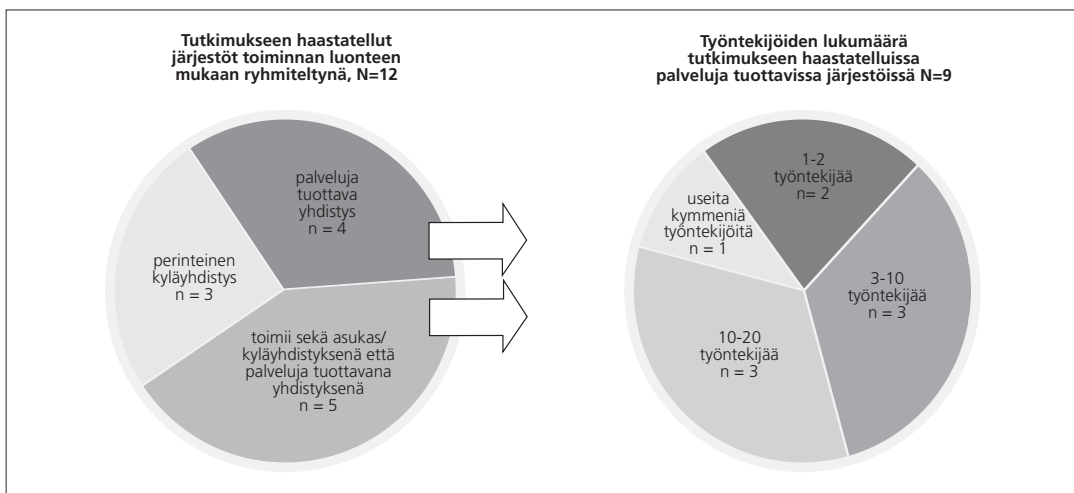 Tutkimukseen haastatellut
järjestöt toiminnan luonteen
mukaan ryhmiteltynä, N=12
palveluja
tuottava
yhdistys
n = 4
perinteinen
kyläyhdistys
n = 3
toimii sekä asukas/
kyläyhdistyksenä että
palveluja tuottavana
yhdistyksenä
n = 5
Työntekijöiden lukumäärä
tutkimukseen haastatelluissa
palveluja tuottavissa järjestöissä N=9
1-2
työntekijää
n= 2
useita
kymmeniä
työntekijöitä
n = 1
3-10
työntekijää
n = 3
10-20
työntekijää
n = 3